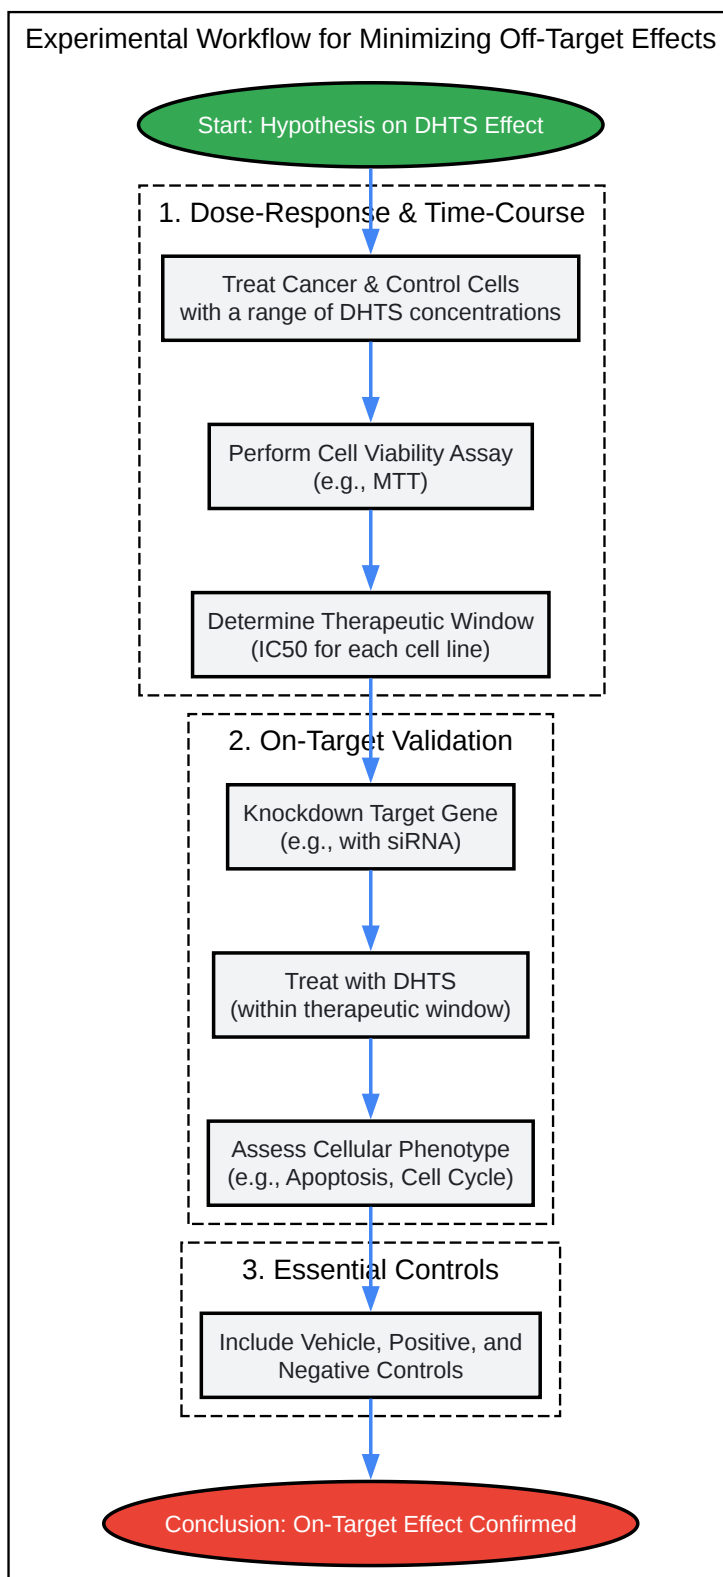 Experimental Workflow for Minimizing Off-Target Effects
Start: Hypothesis on DHTS Effect
1. Dose-Response & Time-Course
Treat Cancer & Control Cells
with a range of DHTS concentrations
Perform Cell Viability Assay
(e.g., MTT)
Determine Therapeutic Window
(IC50 for each cell line)
2. On-Target Validation
Knockdown Target Gene
(e.g., with siRNA)
Treat with DHTS
(within therapeutic window)
Assess Cellular Phenotype
(e.g., Apoptosis, Cell Cycle)
3. Essential Controls
Include Vehicle, Positive, and
Negative Controls
Conclusion: On-Target Effect Confirmed